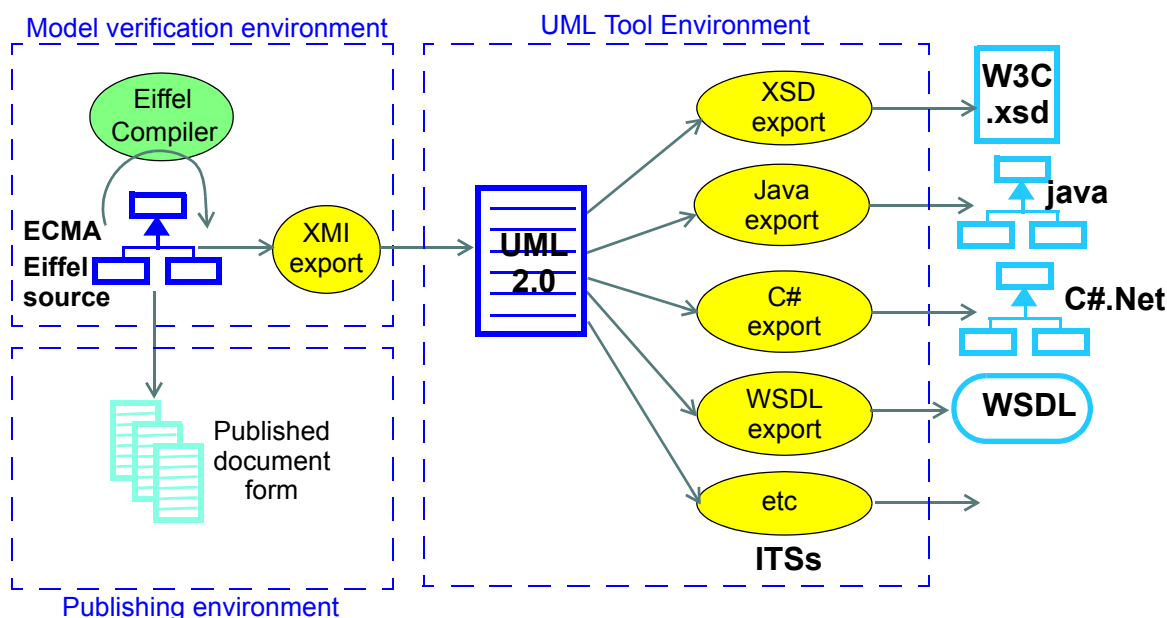 Model verification environment
UML Tool Environment
Eiffel
Compiler
ECMA
Eiffel
source
XMI
export
UML
2.0
XSD
export
Java
export
C#
export
WSDL
export
etc
ITSs
W3C
.xsd
java
C#.Net
WSDL
Published
document
form
Publishing environment